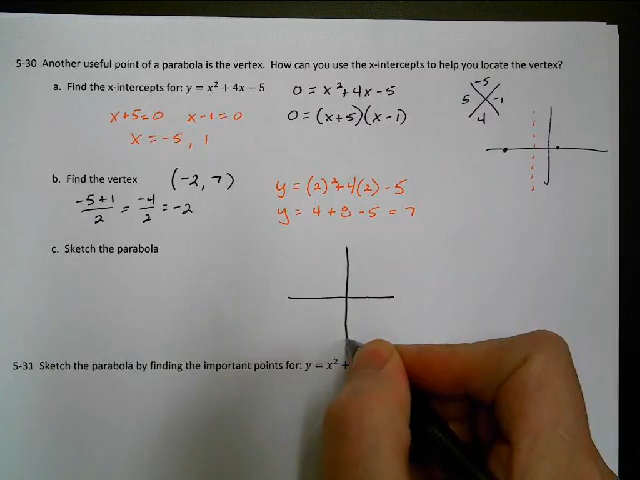 5-30 Another useful point of a parabola is the vertex. How can you use the x-intercepts to help you locate the vertex?
a. Find the x-intercepts for: y = x² + 4x − 5
0 = x² + 4x - 5
0 = (x+5)(x-1)
-5
5 -1
4
x+5=0 x-1=0
x = -5, 1
b. Find the vertex (-2, 7)
-5+1/2 = -4/2 = -2
y = (2)² + 4(2) - 5
y = 4 + 8 - 5 = 7
c. Sketch the parabola
5-31 Sketch the parabola by finding the important points for: y = x² +